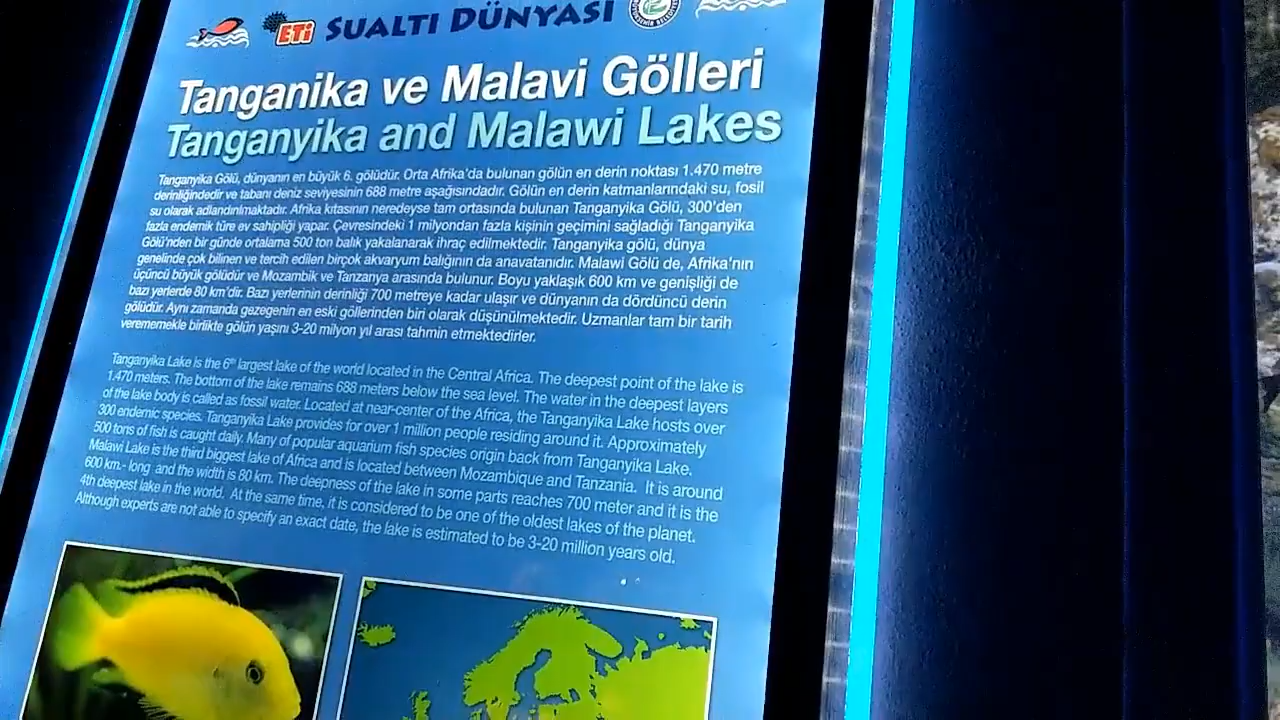 ETi SUALTI DÜNYASI
Tanganika ve Malavi Gölleri
Tanganyika and Malawi Lakes
Tanganyika Gölü, dünyanın en büyük 6. gölüdür. Orta Afrika'da bulunan gölün en derin noktası 1.470 metre
derinliğindedir ve tabanı deniz seviyesinin 688 metre aşağısındadır. Gölün en derin katmanlarındaki su, fosil
su olarak adlandırılmaktadır. Afrika kıtasının neredeyse tam ortasında bulunan Tanganyika Gölü, 300'den
fazla endemik türe ev sahipliği yapar. Çevresindeki 1 milyondan fazla kişinin geçimini sağladığı Tanganyika
Gölü'nden bir günde ortalama 500 ton balık yakalanarak ihraç edilmektedir. Tanganyika gölü, dünya
genelinde çok bilinen ve tercih edilen birçok akvaryum balığının da anavatanıdır. Malawi Gölü de, Afrika'nın
üçüncü büyük gölüdür ve Mozambik ve Tanzanya arasında bulunur. Boyu yaklaşık 600 km ve genişliği de
bazı yerlerde 80 km'dir. Bazı yerlerinin derinliği 700 metreye kadar ulaşır ve dünyanın da dördüncü derin
gölüdür. Aynı zamanda gezegenin en eski göllerinden biri olarak düşünülmektedir. Uzmanlar tam bir tarih
verememekle birlikte gölün yaşını 3-20 milyon yıl arası tahmin etmektedirler.
Tanganyika Lake is the 6th largest lake of the world located in the Central Africa. The deepest point of the lake is
1.470 meters. The bottom of the lake remains 688 meters below the sea level. The water in the deepest layers
of the lake body is called as fossil water. Located at near-center of the Africa, the Tanganyika Lake hosts over
300 endemic species. Tanganyika Lake provides for over 1 million people residing around it. Approximately
500 tons of fish is caught daily. Many of popular aquarium fish species origin back from Tanganyika Lake.
Malawi Lake is the third biggest lake of Africa and is located between Mozambique and Tanzania. It is around
600 km.- long and the width is 80 km. The deepness of the lake in some parts reaches 700 meter and it is the
4th deepest lake in the world. At the same time, it is considered to be one of the oldest lakes of the planet.
Although experts are not able to specify an exact date, the lake is estimated to be 3-20 million years old.